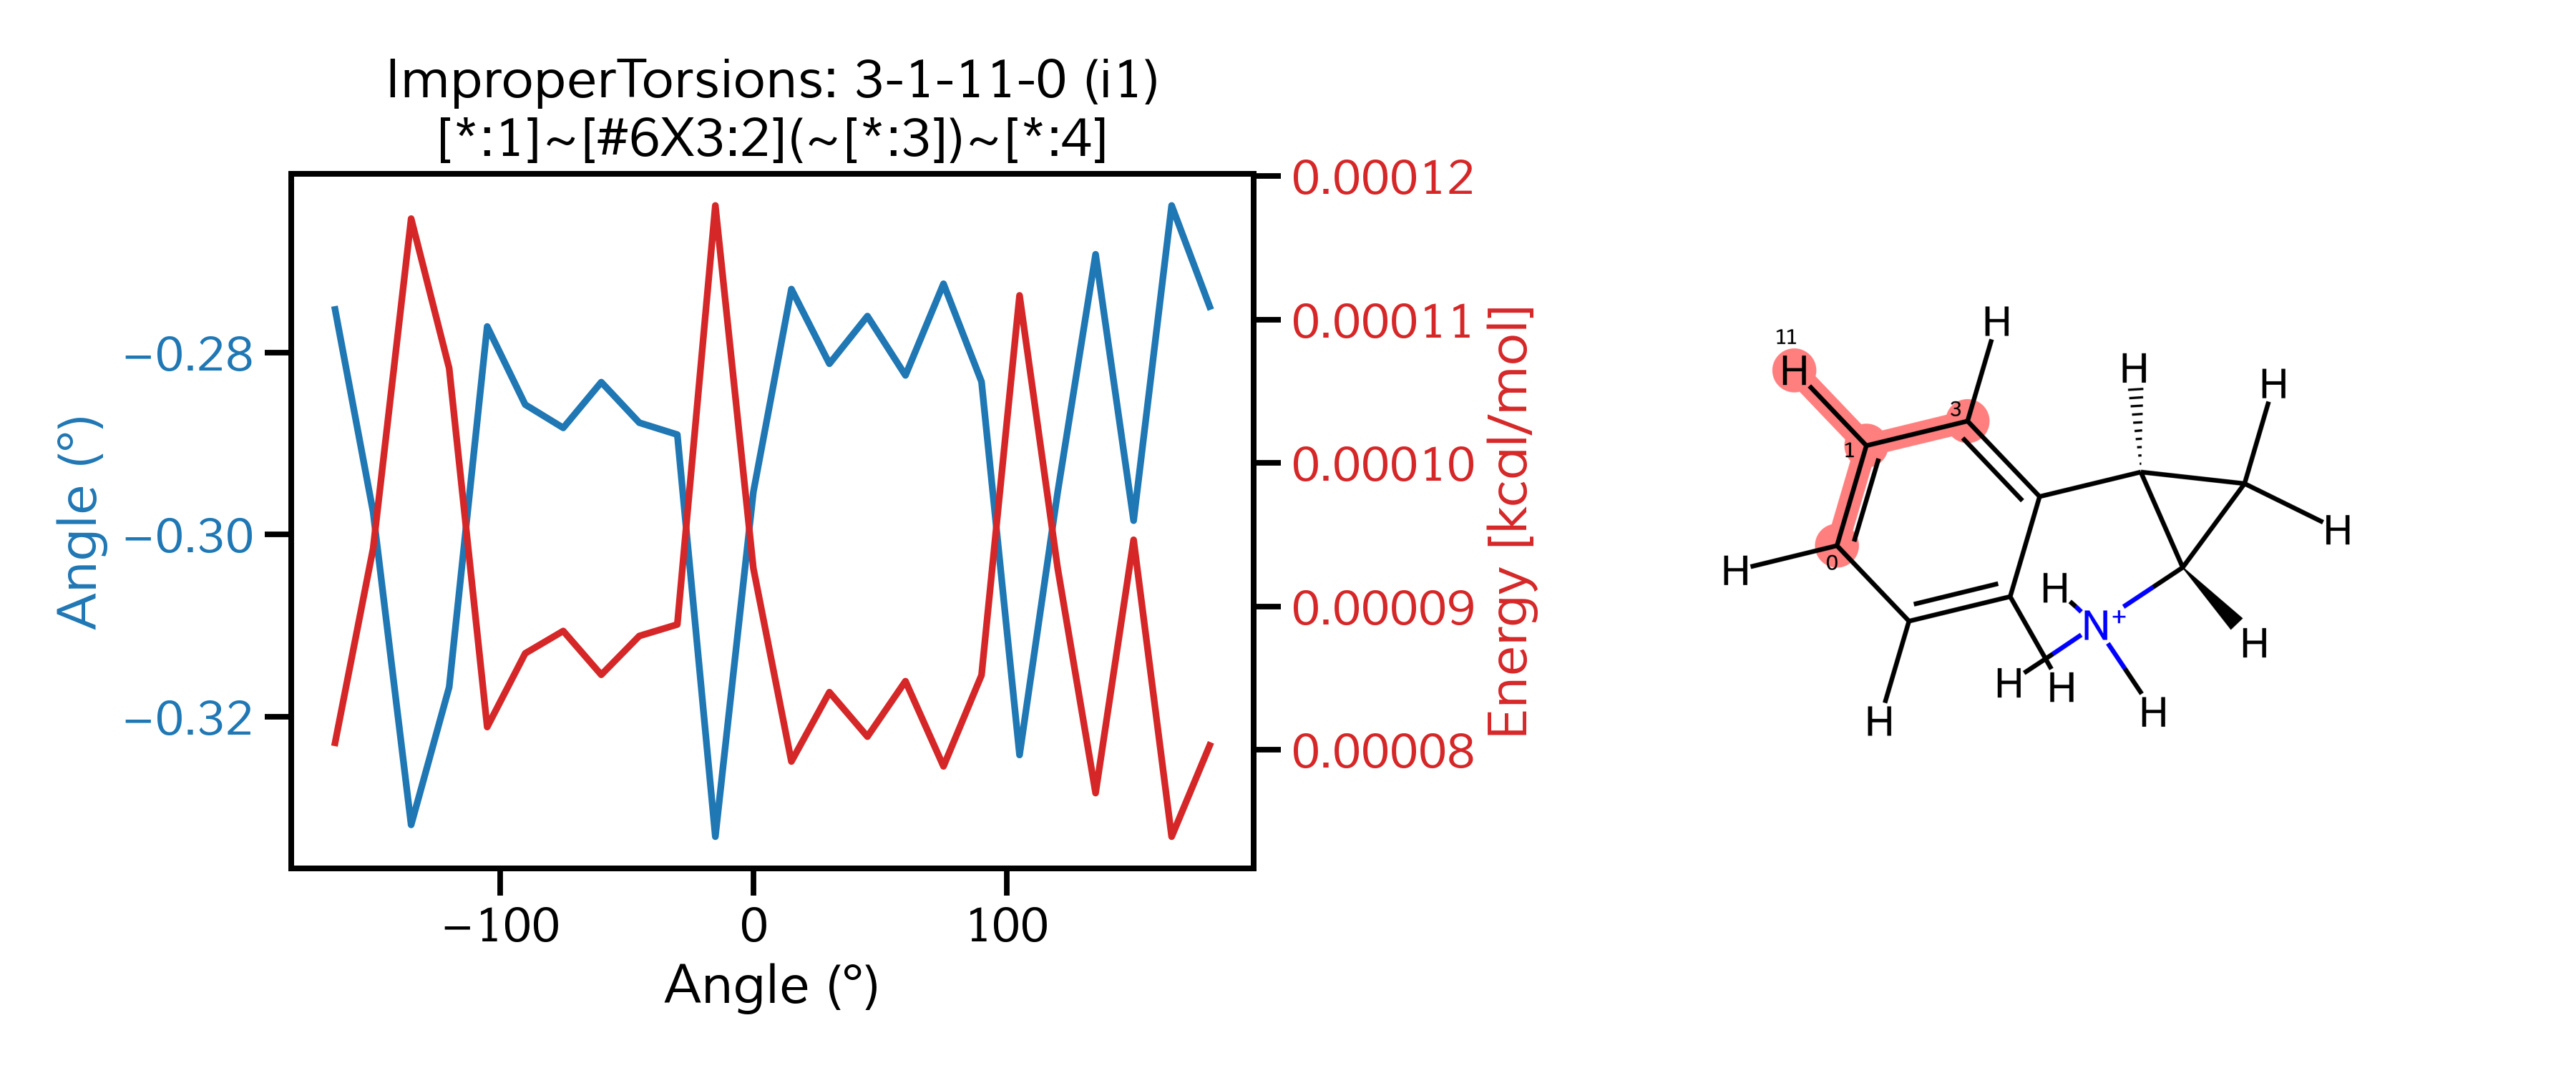 ImproperTorsions: 3-1-11-0 (i1)
[*:1]~[#6X3:2](~[*:3])~[*:4]
Angle (°)
−0.28
−0.30
−0.32
0.00012
0.00011
0.00010
0.00009
0.00008
Energy [kcal/mol]
−100
0
100
Angle (°)
11
H
H
3
H
H
1
H
0
H
H
N+
H
H
H
H
H